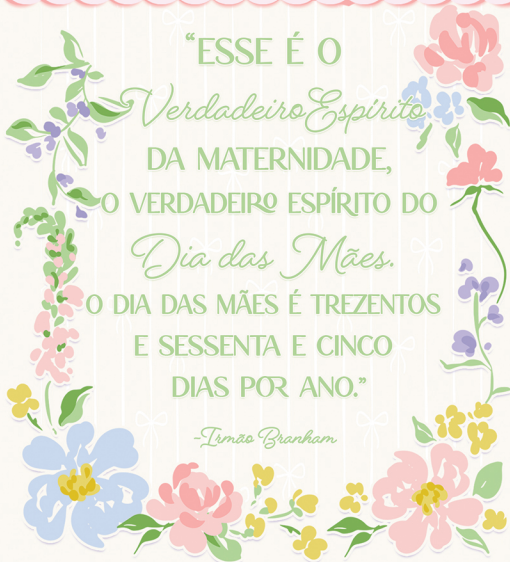 “ESSE É O
Verdadeiro Espírito
DA MATERNIDADE,
O VERDADEIRO ESPÍRITO DO
Dia das Mães.
O DIA DAS MÃES É TREZENTOS
E SESSENTA E CINCO
DIAS POR ANO.”
-Irmão Branham